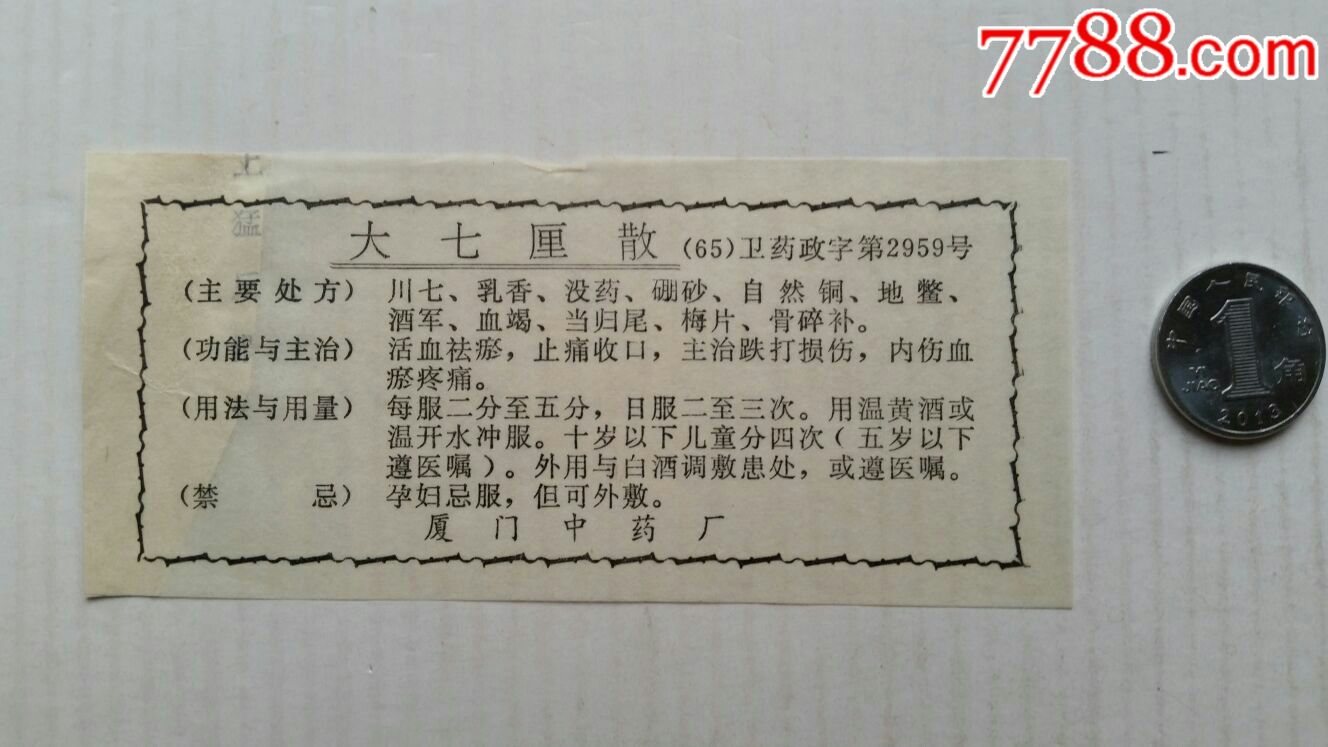 7788.com
上
猛
大七厘散 (65)卫药政字第2959号
(主要处方) 川七、乳香、没药、硼砂、自然铜、地鳖、
酒军、血竭、当归尾、梅片、骨碎补。
(功能与主治) 活血祛瘀，止痛收口，主治跌打损伤，内伤血
瘀疼痛。
(用法与用量) 每服二分至五分，日服二至三次。用温黄酒或
温开水冲服。十岁以下儿童分四次（五岁以下
遵医嘱）。外用与白酒调敷患处，或遵医嘱。
(禁忌) 孕妇忌服，但可外敷。
厦门中药厂
中国人民银行
1
角
YI
JIAO
2013